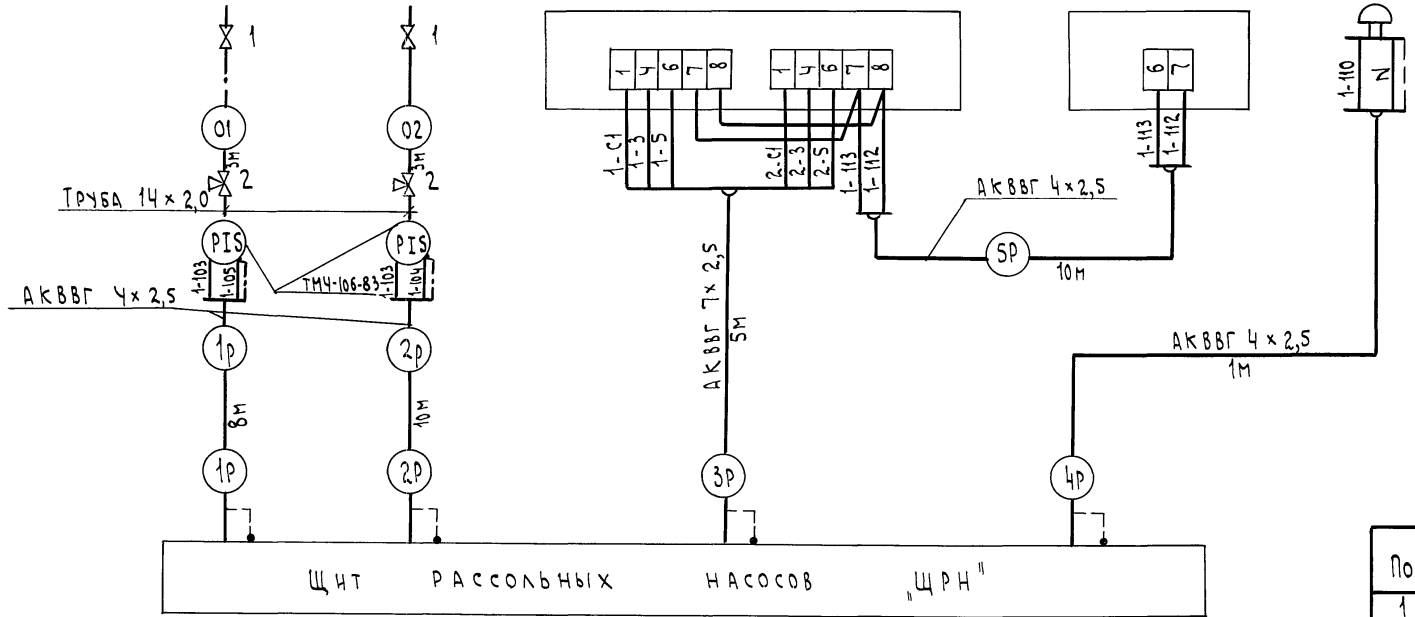 1
1
1 4 6 7 8
1 4 6 7 8
6 7
N
1-110
01
02
3м
3м
2
2
1-С1
1-3
1-5
2-С1
2-3
2-5
1-113
1-112
1-113
1-112
ТРУБА 14 × 2,0
АКВВГ 4 × 2,5
PIS
PIS
5Р
10м
1-103
1-105
ТМ4-106-83
1-103
1-104
АКВВГ 4 × 2,5
1р
2р
АКВВГ 7 × 2,5
5м
АКВВГ 4 × 2,5
1м
8м
10м
1Р
2Р
3Р
4Р
ЩИТ РАССОЛЬНЫХ НАСОСОВ „ЩРН"
По
1